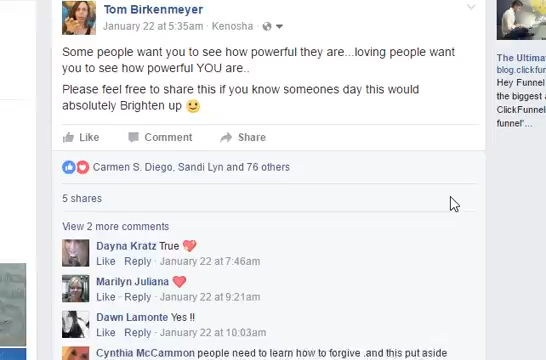 Tom Birkenmeyer
January 22 at 5:35am · Kenosha ·
Some people want you to see how powerful they are...loving people want
you to see how powerful YOU are..
Please feel free to share this if you know someones day this would
absolutely Brighten up 🙂
Like Comment Share
Carmen S. Diego, Sandi Lyn and 76 others
5 shares
View 2 more comments
Dayna Kratz True 💖
Like · Reply · January 22 at 7:46am
Marilyn Juliana ❤
Like · Reply · January 22 at 9:21am
Dawn Lamonte Yes !!
Like · Reply · January 22 at 10:03am
Cynthia McCammon people need to learn how to forgive .and this put aside
The Ultima
blog.clickfun
Hey Funnel
the biggest a
ClickFunnel
funnel'...